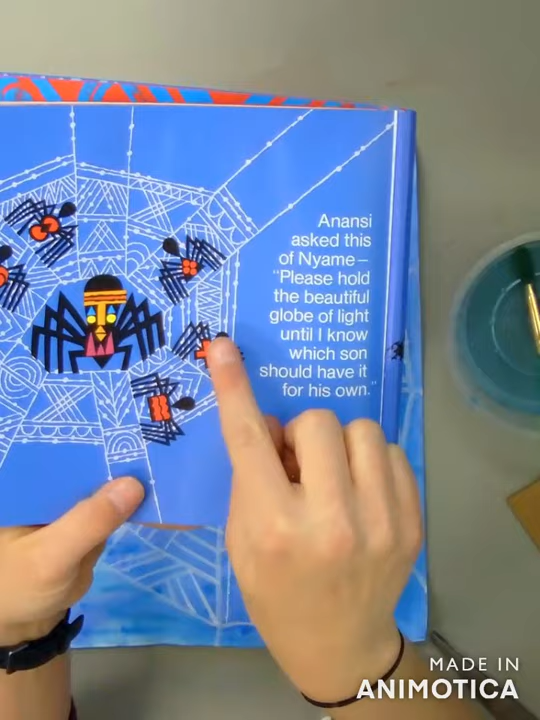 Anansi
asked this
of Nyame –
"Please hold
the beautiful
globe of light
until I know
which son
should have it
for his own."
MADE IN
ANIMOTICA